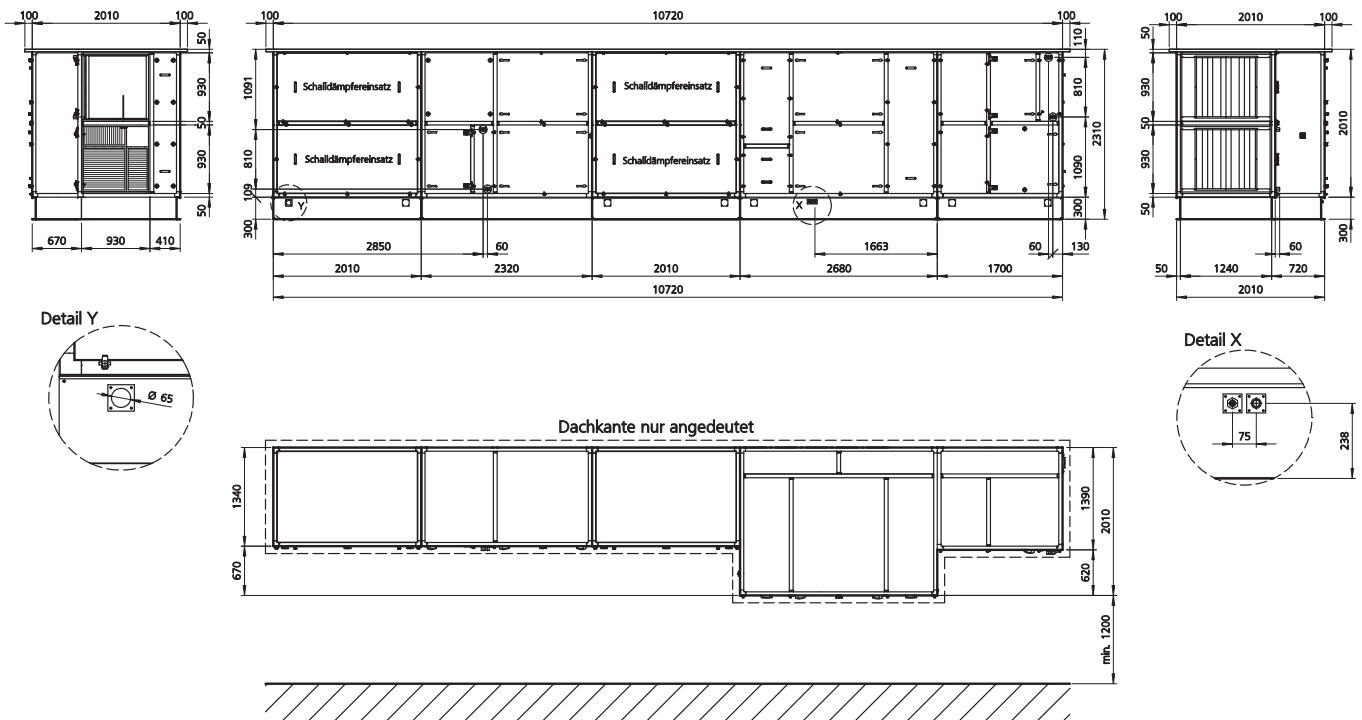 100 2010 100
50
930
50
930
50
670 930 410
100 10720 100
110
1091
810
109
300
810
1090
300
2310
Schalldämpfereinsatz
Schalldämpfereinsatz
Schalldämpfereinsatz
Schalldämpfereinsatz
Y
X
2850 60 1663 60 130
2010 2320 2010 2680 1700
10720
100 2010 100
50
930
50
930
50
2010
300
60
50 1240 720
2010
Detail Y
Ø 65
Detail X
75
238
Dachkante nur angedeutet
1340
670
1390
2010
620
min. 1200